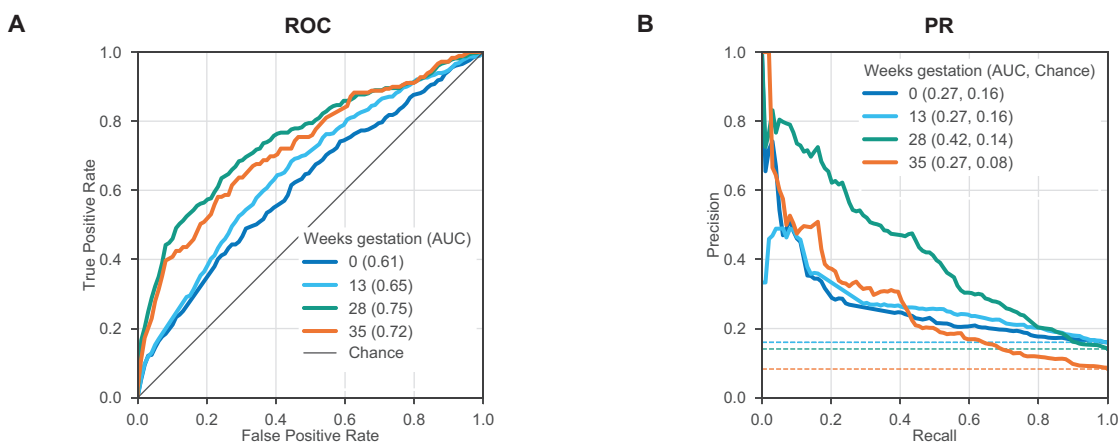 A
ROC
1.0
0.8
0.6
0.4
0.2
0.0
True Positive Rate
Weeks gestation (AUC)
0 (0.61)
13 (0.65)
28 (0.75)
35 (0.72)
Chance
0.0 0.2 0.4 0.6 0.8 1.0
False Positive Rate
B
PR
1.0
0.8
0.6
0.4
0.2
0.0
Precision
Weeks gestation (AUC, Chance)
0 (0.27, 0.16)
13 (0.27, 0.16)
28 (0.42, 0.14)
35 (0.27, 0.08)
0.0 0.2 0.4 0.6 0.8 1.0
Recall